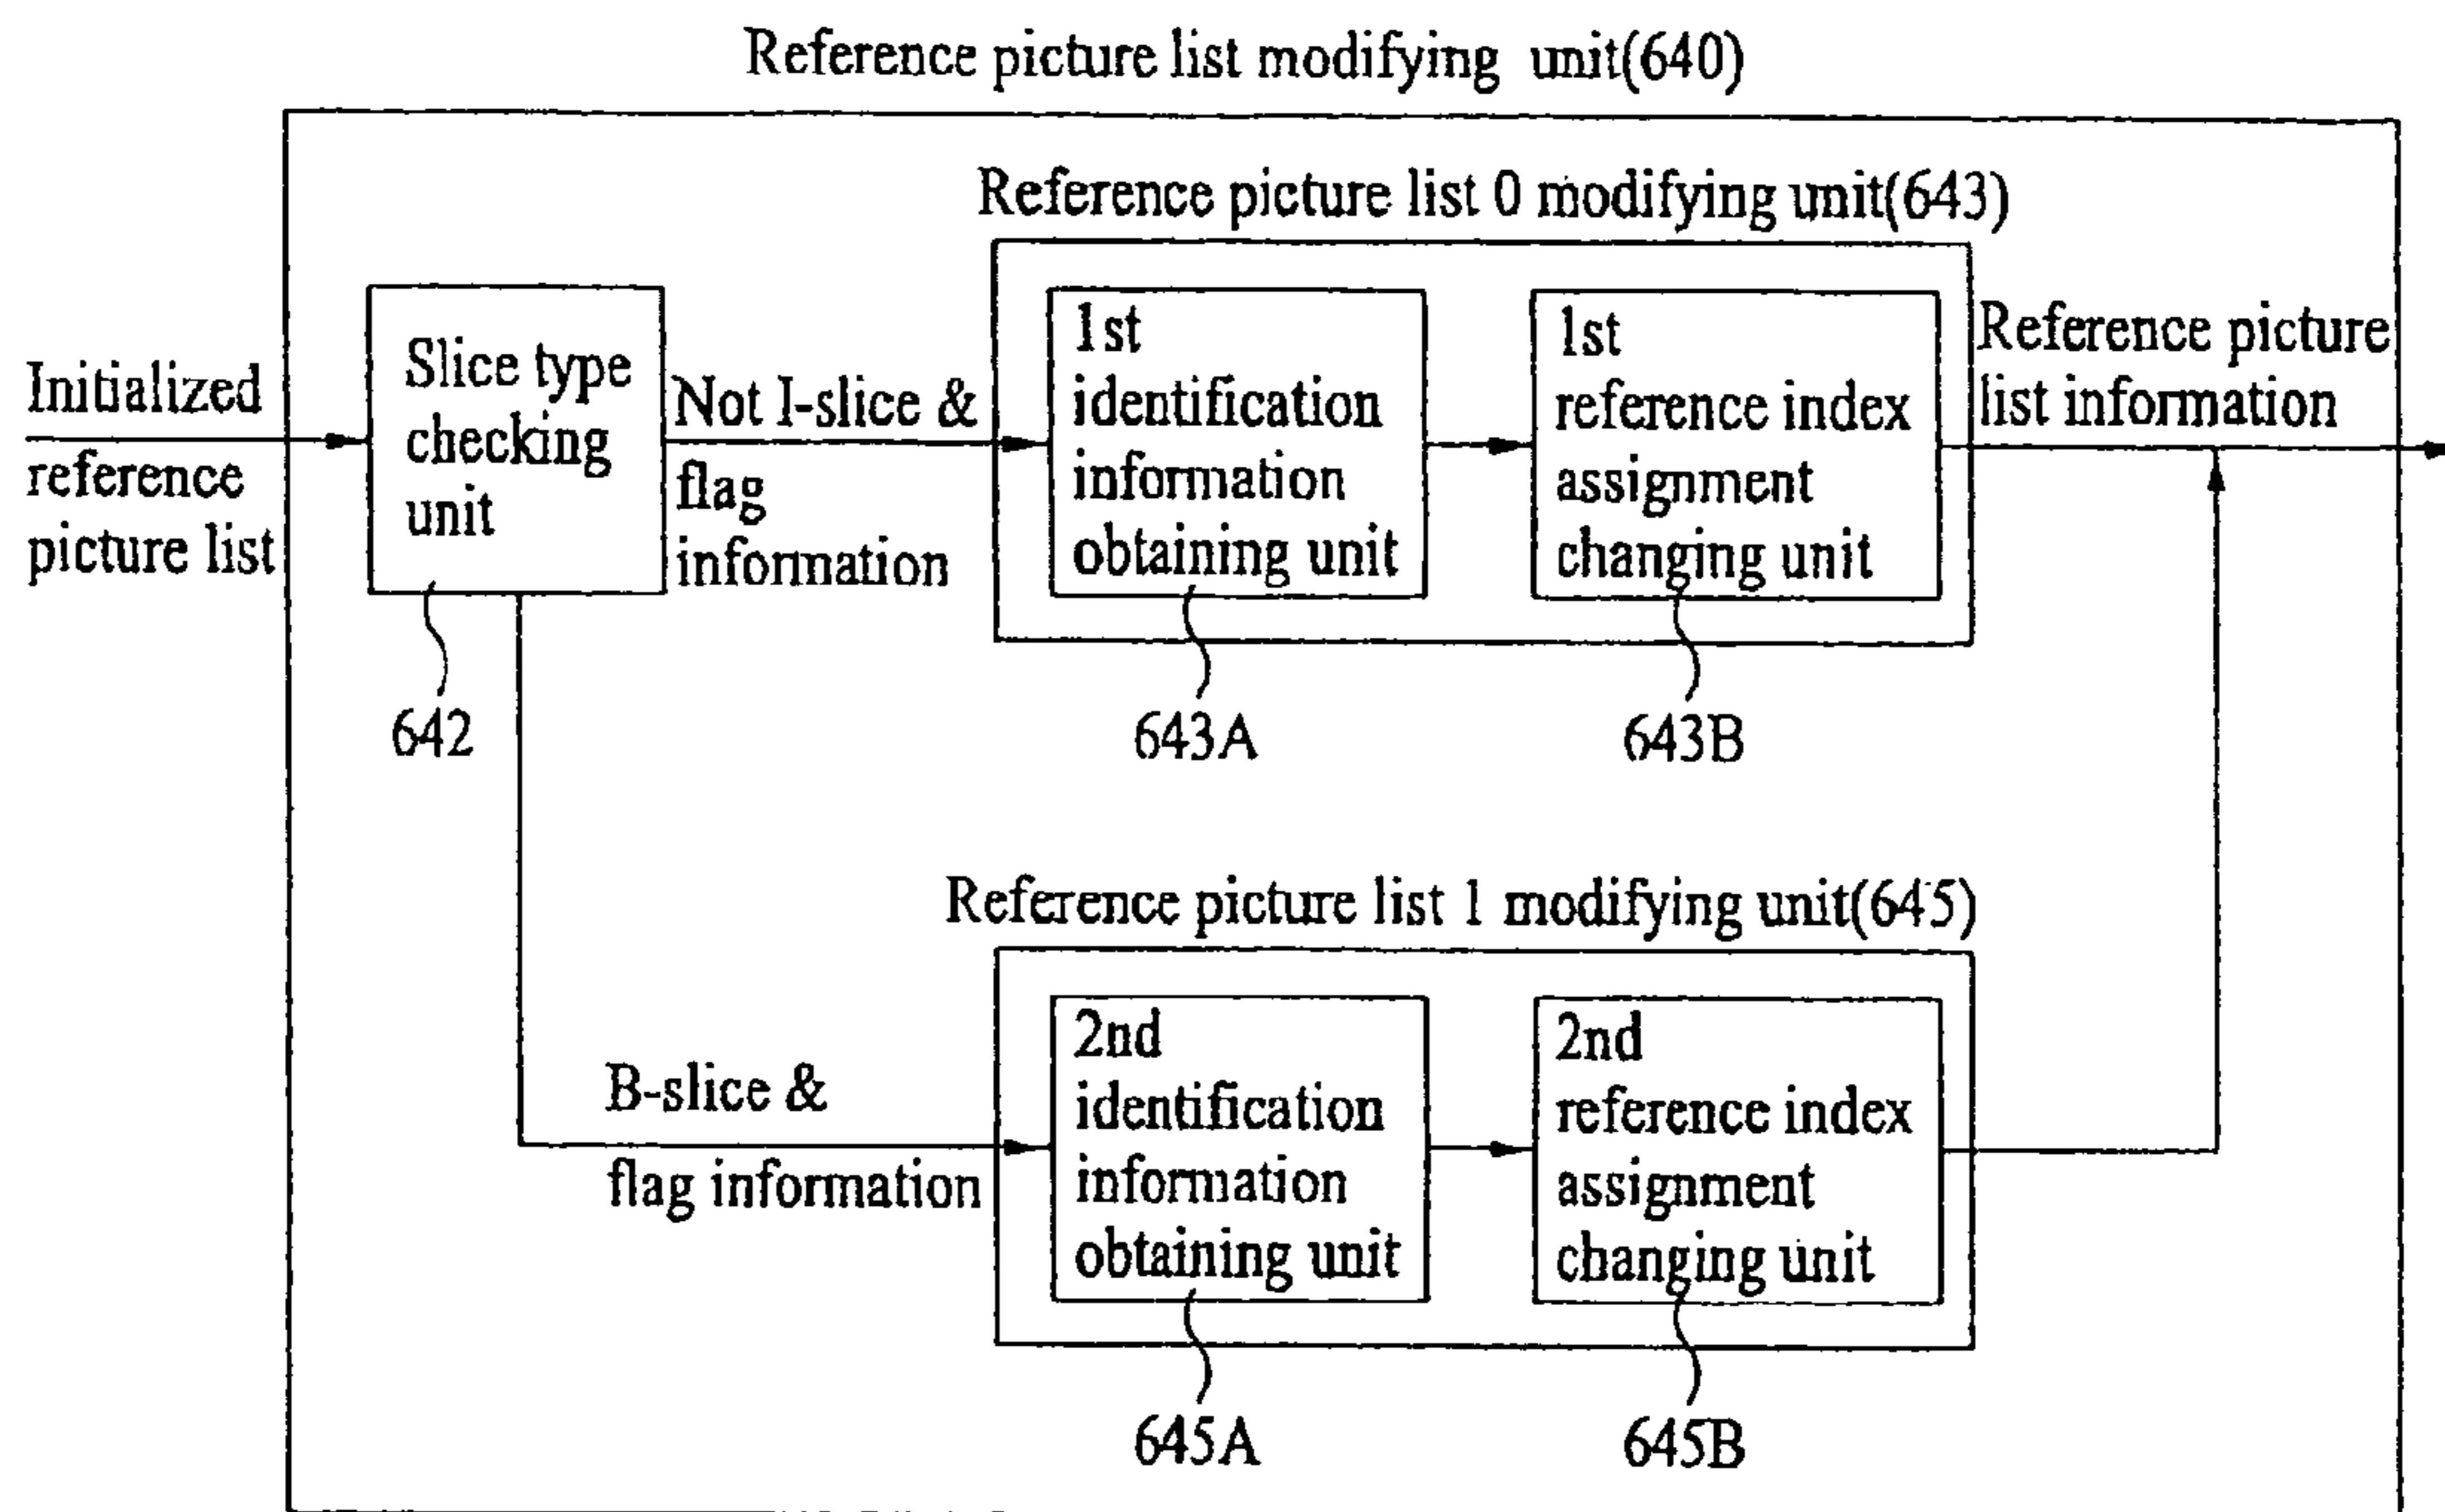 Reference picture list modifying unit(640)
Reference picture list 0 modifying unit(643)
Initialized
reference
picture list
Slice type
checking
unit
642
Not I-slice &
flag
information
1st
identification
information
obtaining unit
643A
1st
reference index
assignment
changing unit
643B
Reference picture
list information
Reference picture list 1 modifying unit(645)
B-slice &
flag information
2nd
identification
information
obtaining unit
645A
2nd
reference index
assignment
changing unit
645B